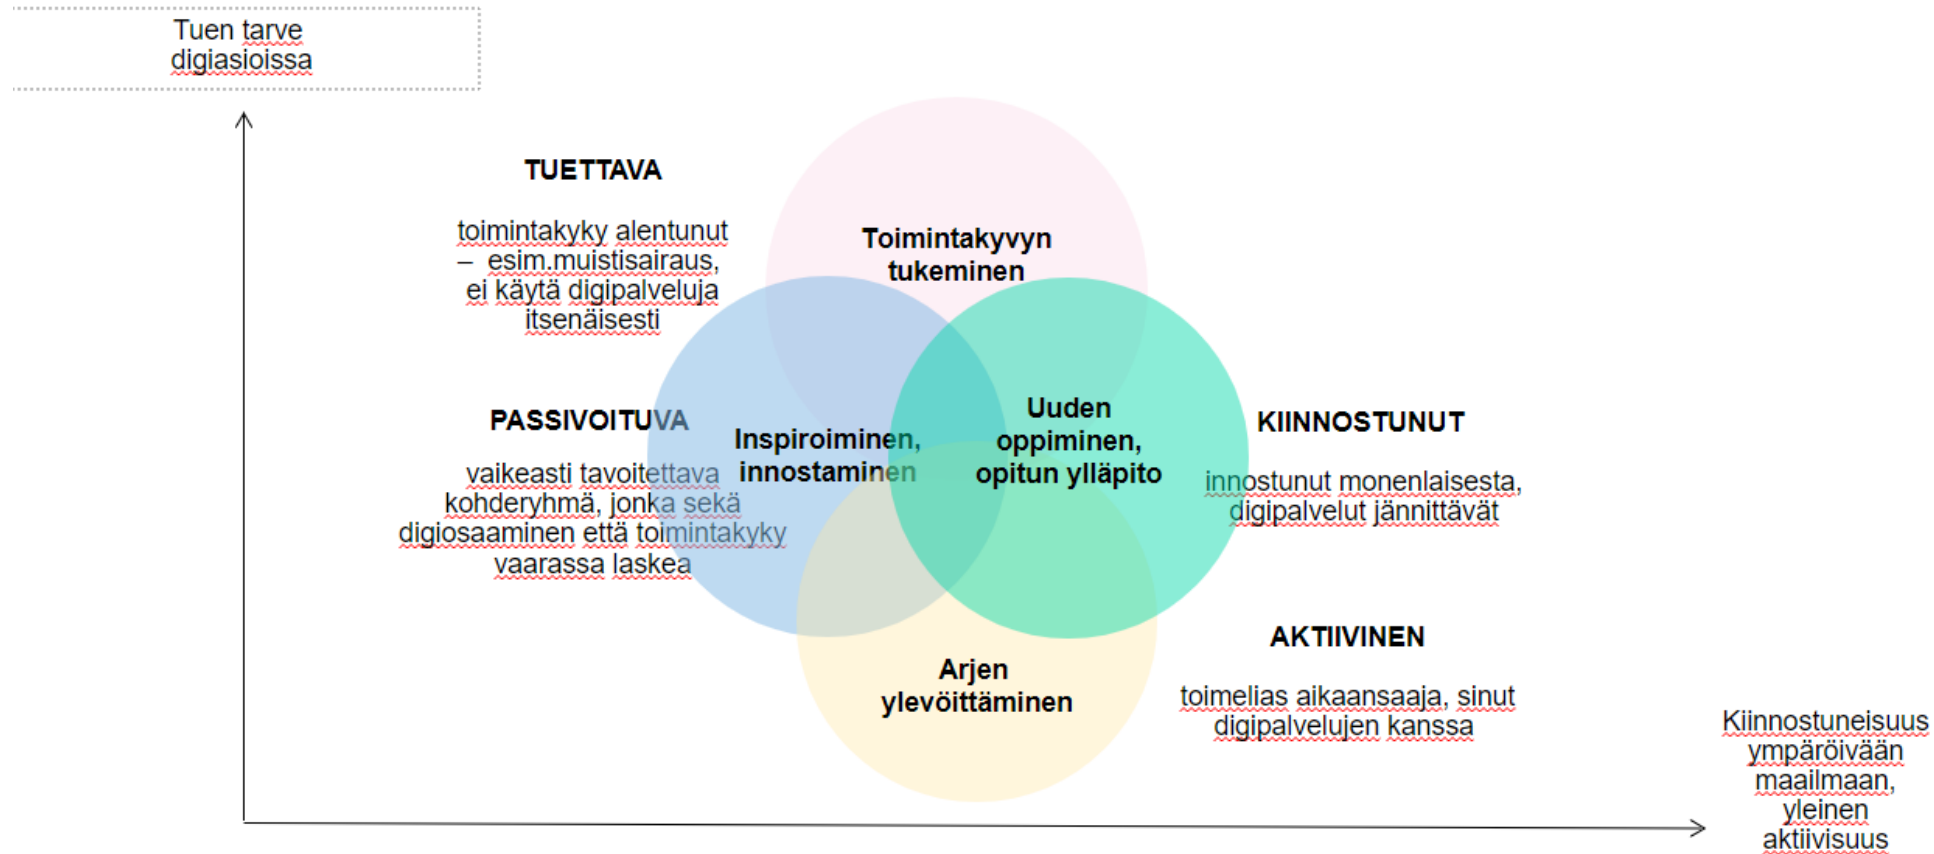 Tuen tarve
digiasioissa
TUETTAVA
toimintakyky alentunut
– esim.muistisairaus,
ei käytä digipalveluja
itsenäisesti
Toimintakyvyn
tukeminen
PASSIVOITUVA
vaikeasti tavoitettava
kohderyhmä, jonka sekä
digiosaaminen että toimintakyky
vaarassa laskea
Inspiroiminen,
innostaminen
Uuden
oppiminen,
opitun ylläpito
KIINNOSTUNUT
innostunut monenlaisesta,
digipalvelut jännittävät
Arjen
ylevöittäminen
AKTIIVINEN
toimelias aikaansaaja, sinut
digipalvelujen kanssa
Kiinnostuneisuus
ympäröivään
maailmaan,
yleinen
aktiivisuus